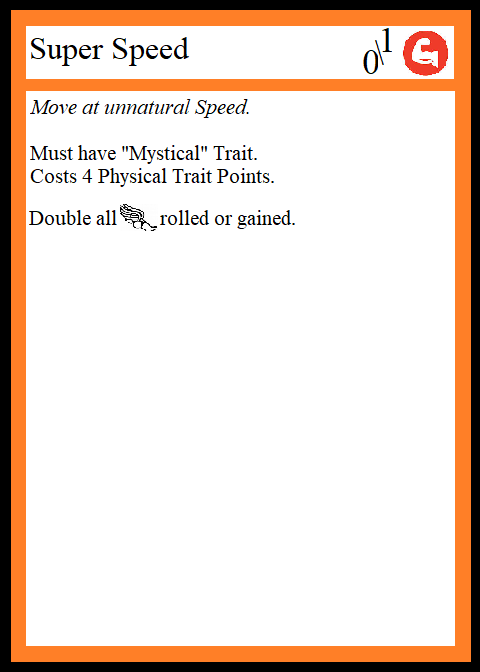 Super Speed
0\1
Move at unnatural Speed.
Must have "Mystical" Trait.
Costs 4 Physical Trait Points.
Double all rolled or gained.